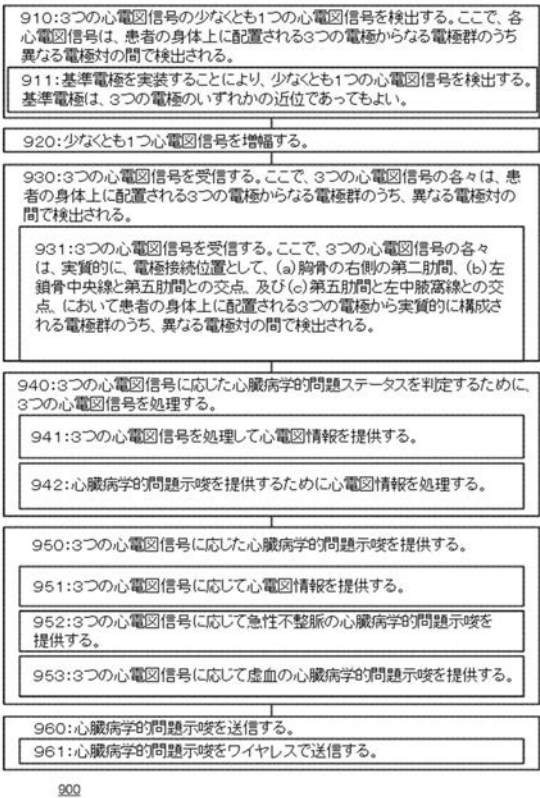 910:3つの心電図信号の少なくとも1つの心電図信号を検出する。ここで、各
心電図信号は、患者の身体上に配置される3つの電極からなる電極群のうち
異なる電極対の間で検出される。
911:基準電極を実装することにより、少なくとも1つの心電図信号を検出する。
基準電極は、3つの電極のいずれかの近位であってもよい。
920:少なくとも1つ心電図信号を増幅する。
930:3つの心電図信号を受信する。ここで、3つの心電図信号の各々は、患
者の身体上に配置される3つの電極からなる電極群のうち、異なる電極対の
間で検出される。
931:3つの心電図信号を受信する。ここで、3つの心電図信号の各々
は、実質的に、電極接続位置として、(a)胸骨の右側の第二肋間、(b)左
鎖骨中央線と第五肋間との交点、及び(c)第五肋間と左中腋窩線との交
点、において患者の身体上に配置される3つの電極から実質的に構成さ
れる電極群のうち、異なる電極対の間で検出される。
940:3つの心電図信号に応じた心臓病学的問題ステータスを判定するために、
3つの心電図信号を処理する。
941:3つの心電図信号を処理して心電図情報を提供する。
942:心臓病学的問題示唆を提供するために心電図情報を処理する。
950:3つの心電図信号に応じた心臓病学的問題示唆を提供する。
951:3つの心電図信号に応じて心電図情報を提供する。
952:3つの心電図信号に応じて急性不整脈の心臓病学的問題示唆を
提供する。
953:3つの心電図信号に応じて虚血の心臓病学的問題示唆を提供する。
960:心臓病学的問題示唆を送信する。
961:心臓病学的問題示唆をワイヤレスで送信する。
900